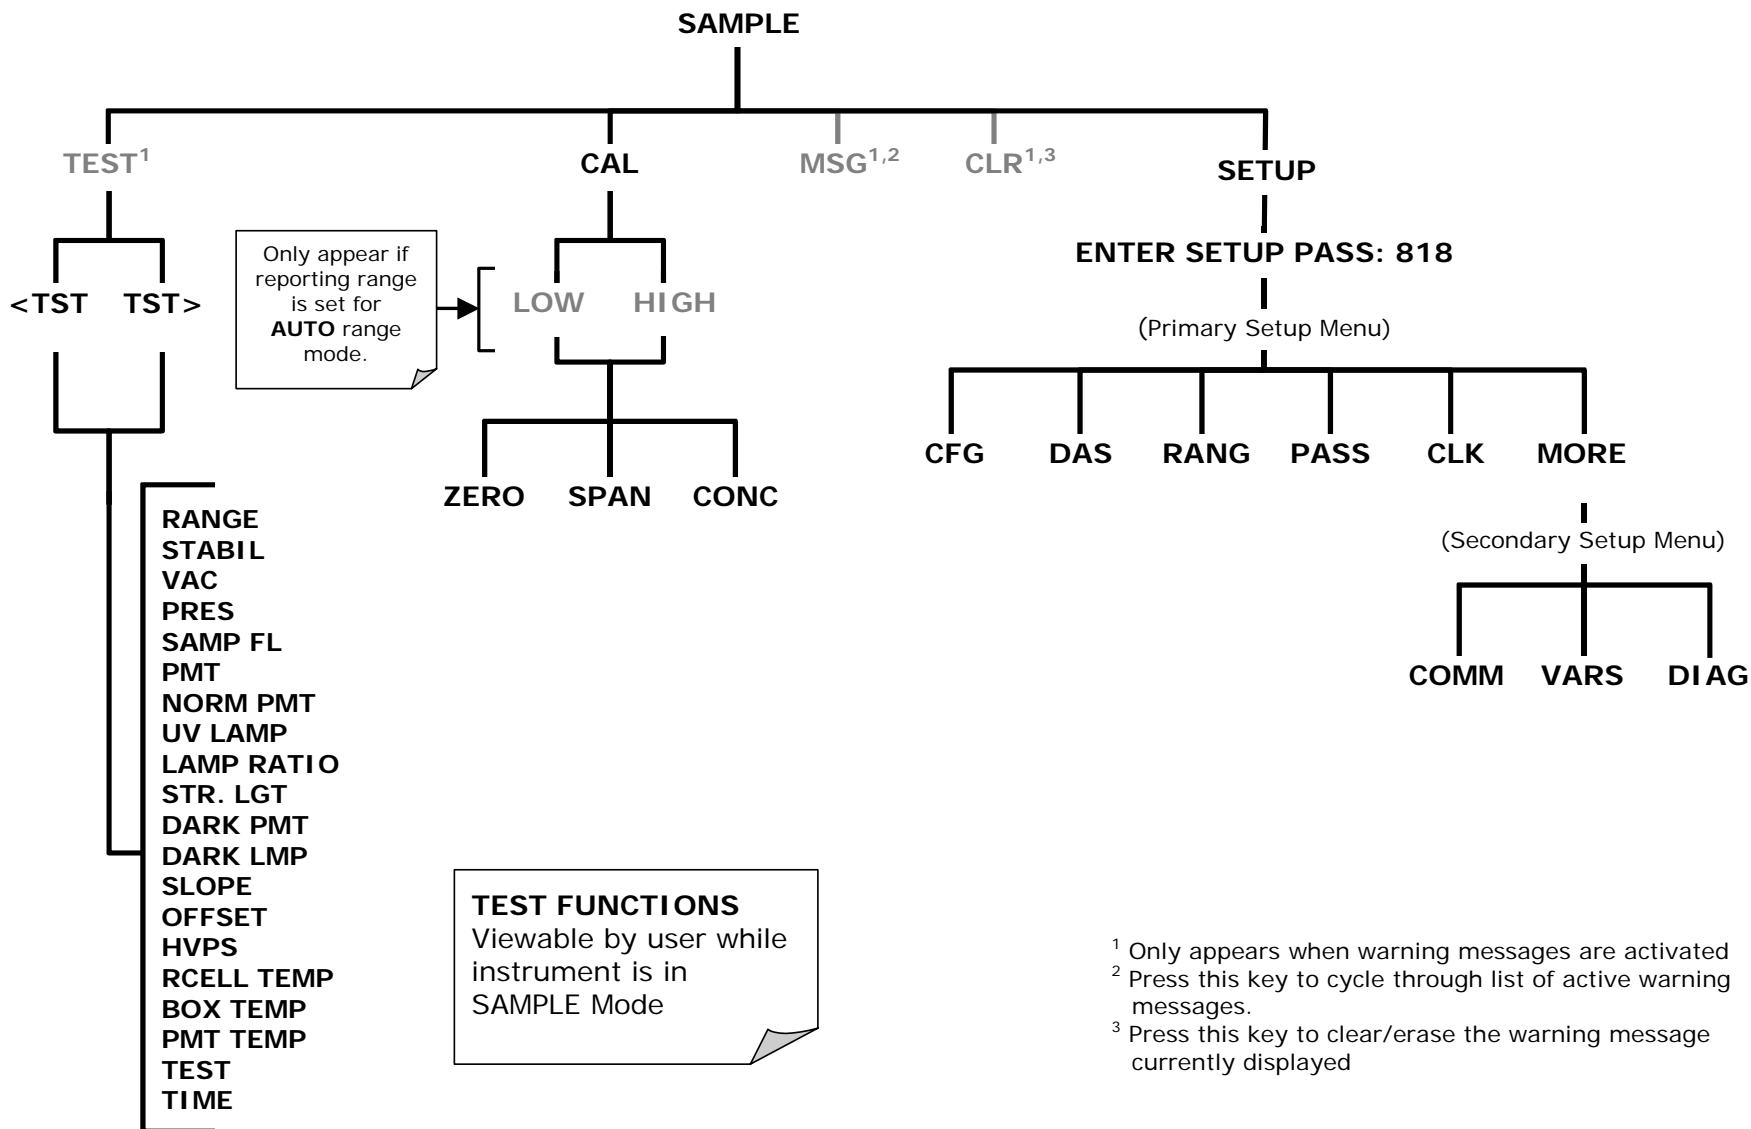 SAMPLE
TEST1
CAL
MSG1,2
CLR1,3
SETUP
<TST
TST>
Only appear if
reporting range
is set for
AUTO range
mode.
LOW
HIGH
ENTER SETUP PASS: 818
(Primary Setup Menu)
ZERO
SPAN
CONC
CFG
DAS
RANG
PASS
CLK
MORE
(Secondary Setup Menu)
COMM
VARS
DIAG
RANGE
STABIL
VAC
PRES
SAMP FL
PMT
NORM PMT
UV LAMP
LAMP RATIO
STR. LGT
DARK PMT
DARK LMP
SLOPE
OFFSET
HVPS
RCELL TEMP
BOX TEMP
PMT TEMP
TEST
TIME
TEST FUNCTIONS
Viewable by user while
instrument is in
SAMPLE Mode
1 Only appears when warning messages are activated
2 Press this key to cycle through list of active warning
messages.
3 Press this key to clear/erase the warning message
currently displayed